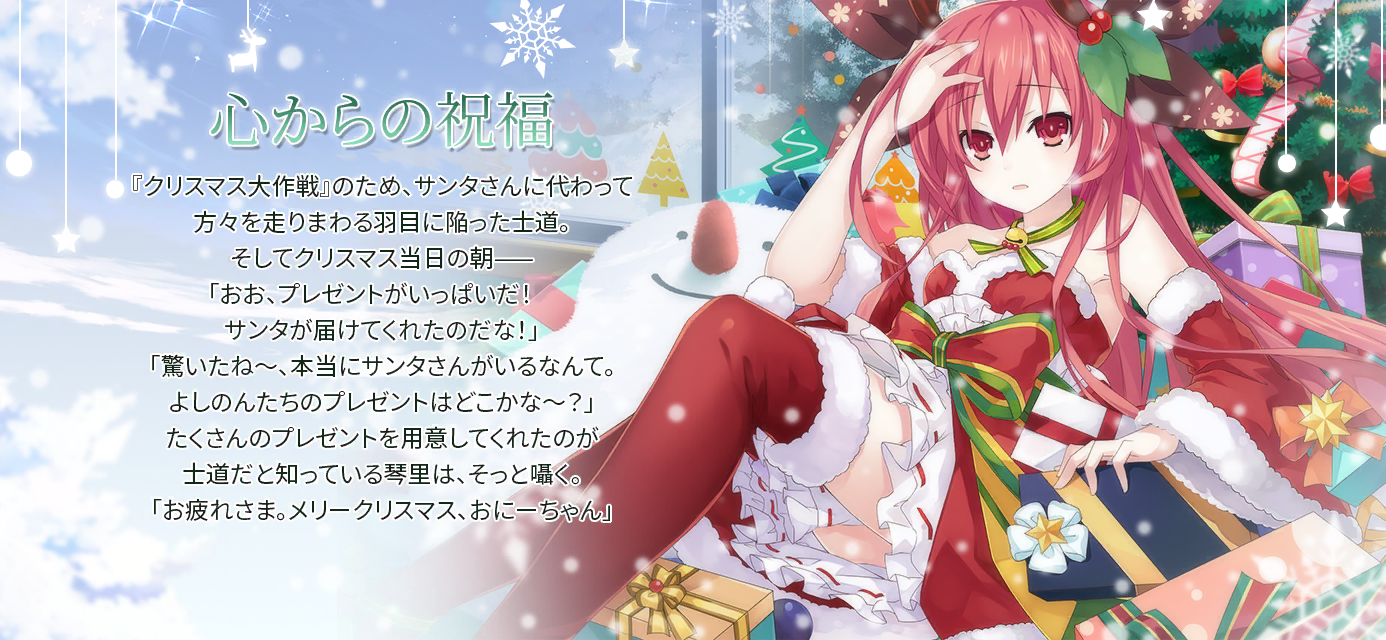 心からの祝福
『クリスマス大作戦』のため、サンタさんに代わって
方々を走りまわる羽目に陥った士道。
そしてクリスマス当日の朝――
「おお、プレゼントがいっぱいだ！
サンタが届けてくれたのだな！」
「驚いたね～、本当にサンタさんがいるなんて。
よしのんたちのプレゼントはどこかな～？」
たくさんのプレゼントを用意してくれたのが
士道だと知っている琴里は、そっと囁く。
「お疲れさま。メリークリスマス、おにーちゃん」